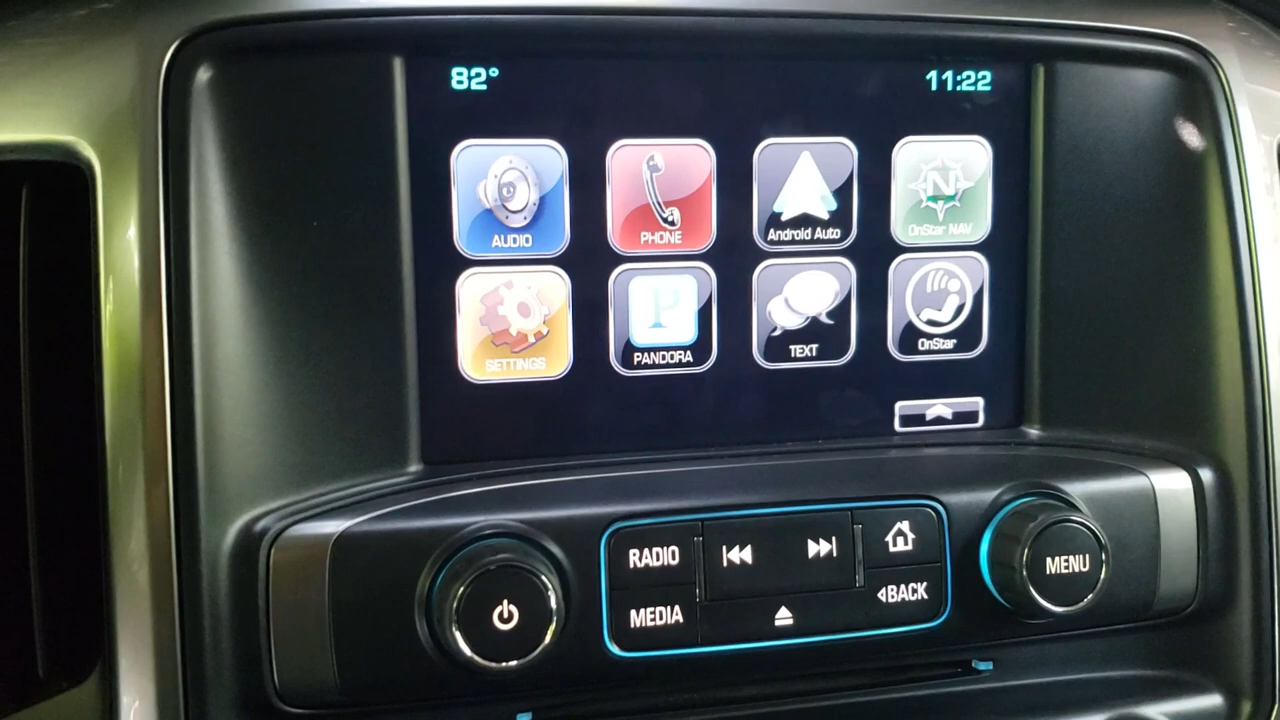 82° 11:22
AUDIO PHONE Android Auto N OnStar NAV
SETTINGS P PANDORA TEXT OnStar
RADIO
MEDIA
BACK
MENU